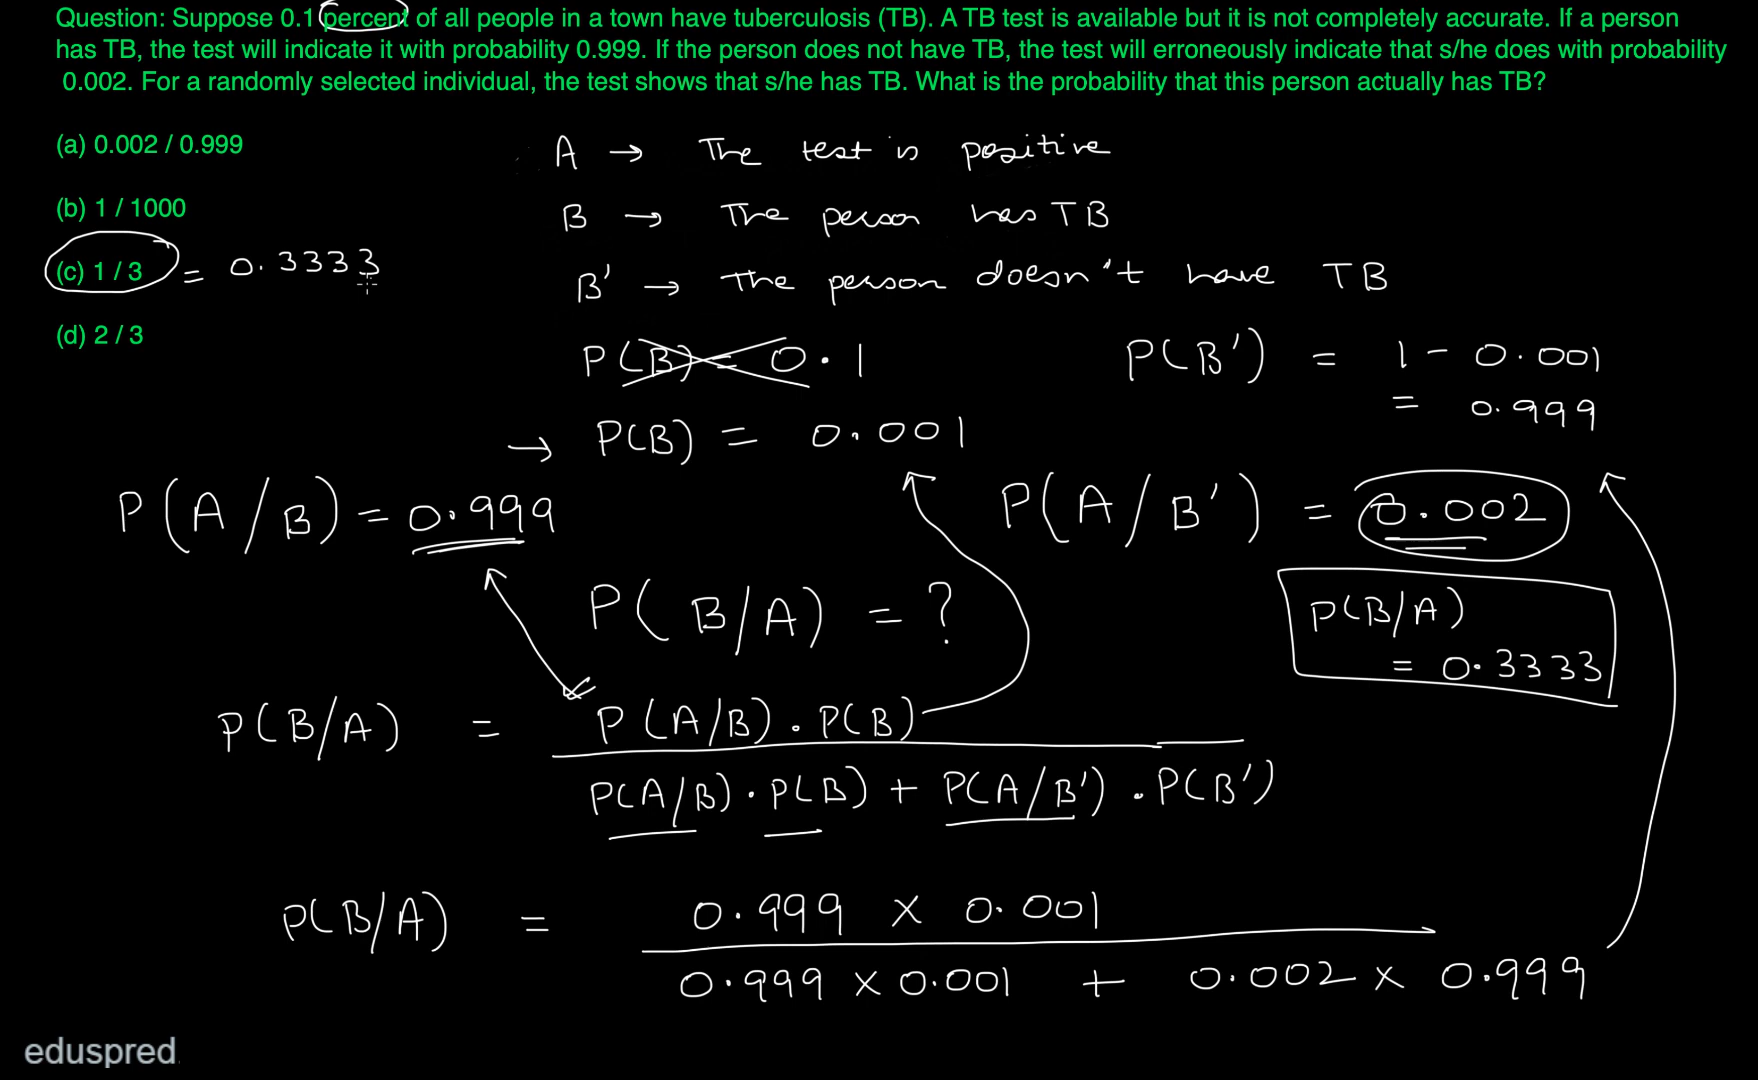 Question: Suppose 0.1 percent of all people in a town have tuberculosis (TB). A TB test is available but it is not completely accurate. If a person
has TB, the test will indicate it with probability 0.999. If the person does not have TB, the test will erroneously indicate that s/he does with probability
0.002. For a randomly selected individual, the test shows that s/he has TB. What is the probability that this person actually has TB?
(a) 0.002 / 0.999
(b) 1 / 1000
(c) 1 / 3 = 0.3333
(d) 2 / 3
A → The test is positive
B → The person has TB
B' → The person doesn't have TB
P(B) = 0.1
P(B') = 1 - 0.001
= 0.999
→ P(B) = 0.001
P(A/B) = 0.999
P(A/B') = 0.002
P(B/A) = ?
P(B/A)
= 0.3333
P(B/A) = P(A/B) . P(B)
P(A/B) . P(B) + P(A/B') . P(B')
P(B/A) = 0.999 x 0.001
0.999 x 0.001 + 0.002 x 0.999
eduspred